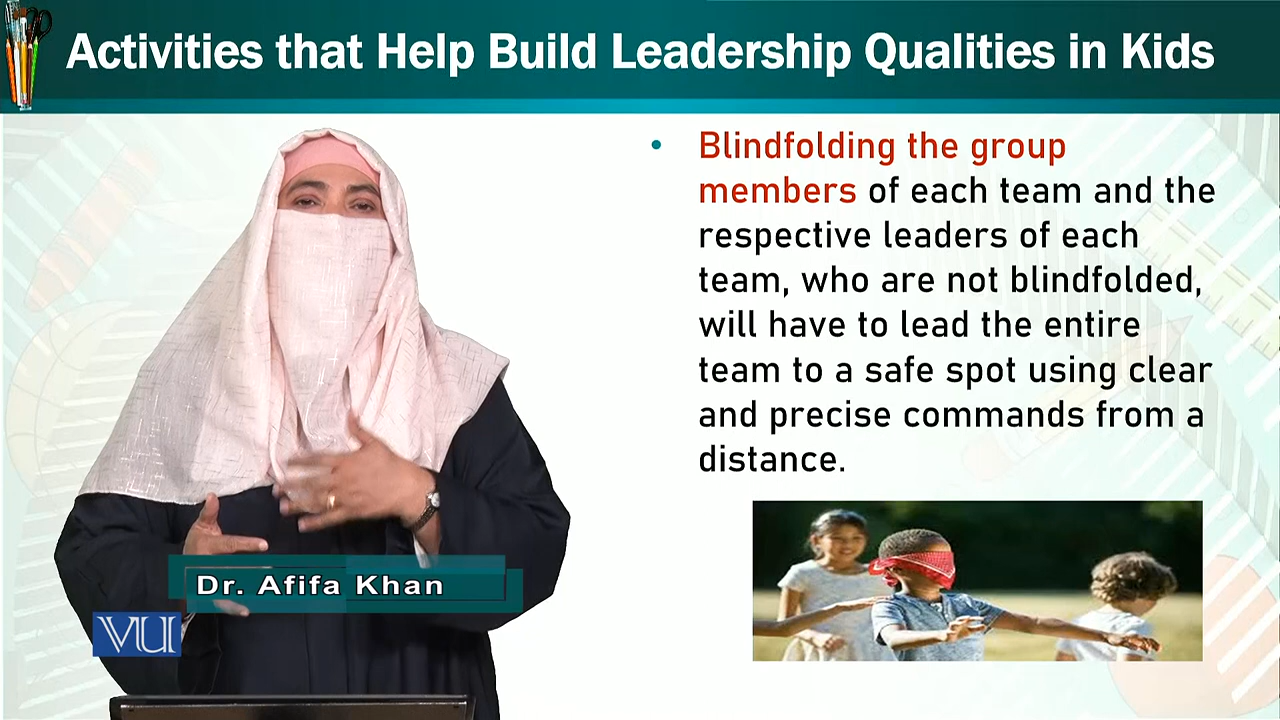 Activities that Help Build Leadership Qualities in Kids
• Blindfolding the group
members of each team and the
respective leaders of each
team, who are not blindfolded,
will have to lead the entire
team to a safe spot using clear
and precise commands from a
distance.
Dr. Afifa Khan
VU